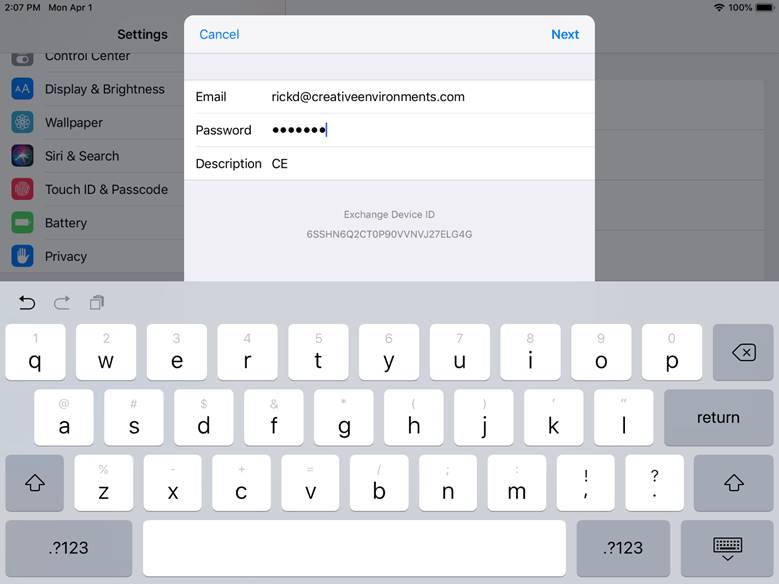 2:07 PM Mon Apr 1 100%
Settings
Cancel Next
Control Center
Display & Brightness
Wallpaper
Siri & Search
Touch ID & Passcode
Battery
Privacy
Email rickd@creativeenvironments.com
Password •••••••
Description CE
Exchange Device ID
6SSHN6Q2CT0P90VVNVJ27ELG4G
1 2 3 4 5 6 7 8 9 0
q w e r t y u i o p
@ # $ & * ( ) ' "
a s d f g h j k l return
% - + = / ; : ! ?
z x c v b n m , .
.?123 .?123